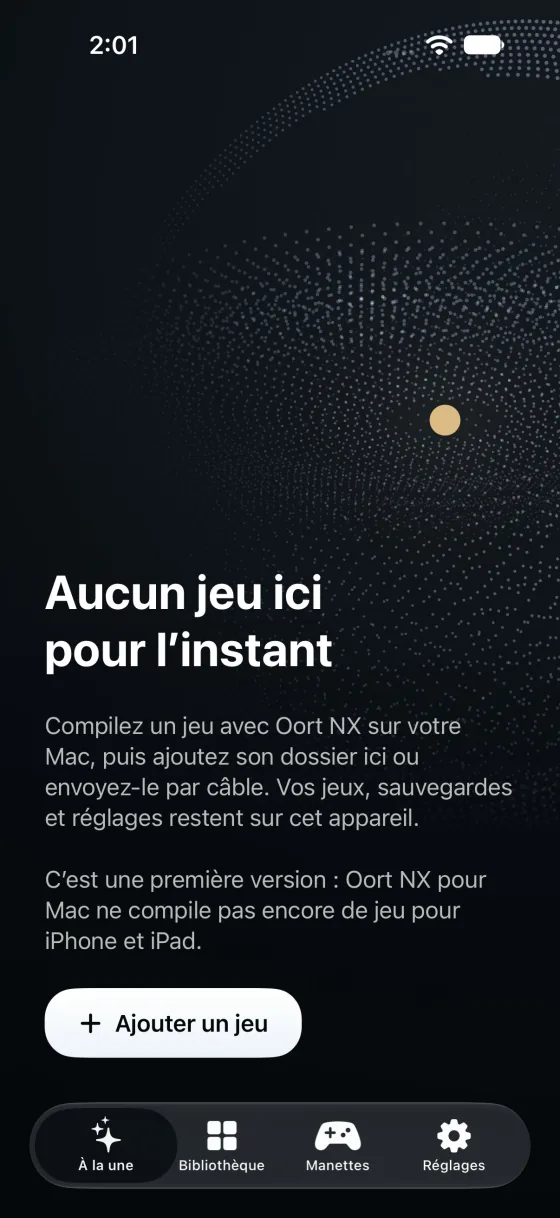 2:01
Aucun jeu ici
pour l’instant
Compilez un jeu avec Oort NX sur votre
Mac, puis ajoutez son dossier ici ou
envoyez-le par câble. Vos jeux, sauvegardes
et réglages restent sur cet appareil.
C’est une première version : Oort NX pour
Mac ne compile pas encore de jeu pour
iPhone et iPad.
Ajouter un jeu
À la une
Bibliothèque
Manettes
Réglages